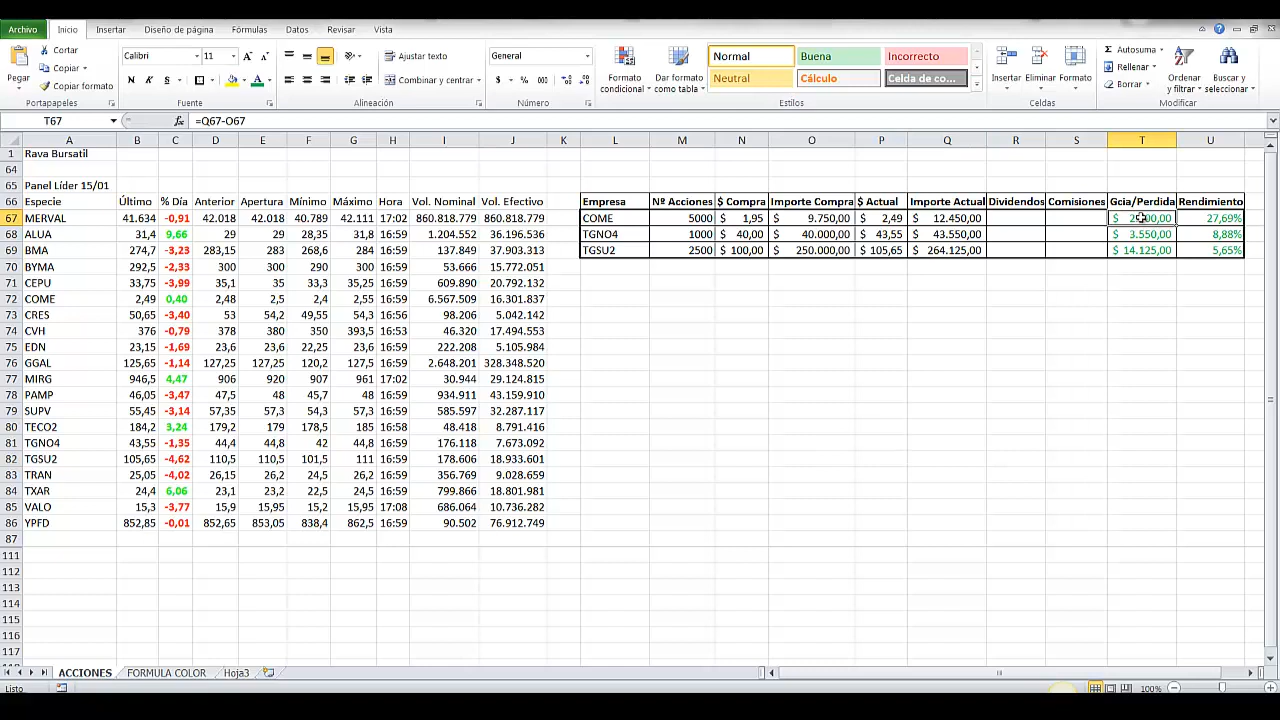 Archivo Inicio Insertar Diseño de página Fórmulas Datos Revisar Vista
Pegar Cortar Copiar Copiar formato Portapapeles
Calibri 11 N K S A Fuente
Ajustar texto Combinar y centrar Alineación
General $ % 000 Número
Formato condicional Dar formato como tabla Normal Buena Incorrecto Neutral Cálculo Celda de co... Estilos
Insertar Eliminar Formato Celdas
Autosuma Rellenar Borrar Ordenar y filtrar Buscar y seleccionar Modificar
T67 fx =Q67-O67
A B C D E F G H I J K L M N O P Q R S T U
1 Rava Bursatil
64
65 Panel Líder 15/01
66 Especie Último % Día Anterior Apertura Mínimo Máximo Hora Vol. Nominal Vol. Efectivo Empresa Nº Acciones $ Compra Importe Compra $ Actual Importe Actual Dividendos Comisiones Gcia/Perdida Rendimiento
67 MERVAL 41.634 -0,91 42.018 42.018 40.789 42.111 17:02 860.818.779 860.818.779 COME 5000 $ 1,95 $ 9.750,00 $ 2,49 $ 12.450,00 $ 27,69%
68 ALUA 31,4 9,66 29 29 28,35 31,8 16:59 1.204.552 36.196.536 TGNO4 1000 $ 40,00 $ 40.000,00 $ 43,55 $ 43.550,00 $ 3.550,00 8,88%
69 BMA 274,7 -3,23 283,15 283 268,6 284 16:59 137.849 37.903.313 TGSU2 2500 $ 100,00 $ 250.000,00 $ 105,65 $ 264.125,00 $ 14.125,00 5,65%
70 BYMA 292,5 -2,33 300 300 290 300 16:59 53.666 15.772.051
71 CEPU 33,75 -3,99 35,1 35 33,3 35,25 16:59 609.890 20.792.132
72 COME 2,49 0,40 2,48 2,5 2,4 2,55 16:59 6.567.509 16.301.837
73 CRES 50,65 -3,40 53 54,2 49,55 54,3 16:56 98.206 5.042.142
74 CVH 376 -0,79 378 380 350 393,5 16:53 46.320 17.494.553
75 EDN 23,15 -1,69 23,6 23,6 22,25 23,6 16:59 222.208 5.105.984
76 GGAL 125,65 -1,14 127,25 127,25 120,2 127,5 16:59 2.648.201 328.348.520
77 MIRG 946,5 4,47 906 920 907 961 17:02 30.944 29.124.815
78 PAMP 46,05 -3,47 47,5 48 45,7 48 16:59 934.911 43.159.910
79 SUPV 55,45 -3,14 57,35 57,3 54,3 57,3 16:59 585.597 32.287.117
80 TECO2 184,2 3,24 179,2 179 178,5 185 16:58 48.418 8.791.416
81 TGNO4 43,55 -1,35 44,4 44,8 42 44,8 16:59 176.118 7.673.092
82 TGSU2 105,65 -4,62 110,5 110,5 101,5 111 16:59 178.606 18.933.601
83 TRAN 25,05 -4,02 26,15 26,2 24,5 26,2 16:59 356.769 9.028.659
84 TXAR 24,4 6,06 23,1 23,2 22,5 24,5 16:59 799.866 18.801.981
85 VALO 15,3 -3,77 15,9 15,95 15,2 15,95 17:08 686.064 10.736.282
86 YPFD 852,85 -0,01 852,65 853,05 838,4 862,5 16:59 90.502 76.912.749
87
111
112
113
114
115
116
117
ACCIONES FORMULA COLOR Hoja3
Listo 100%